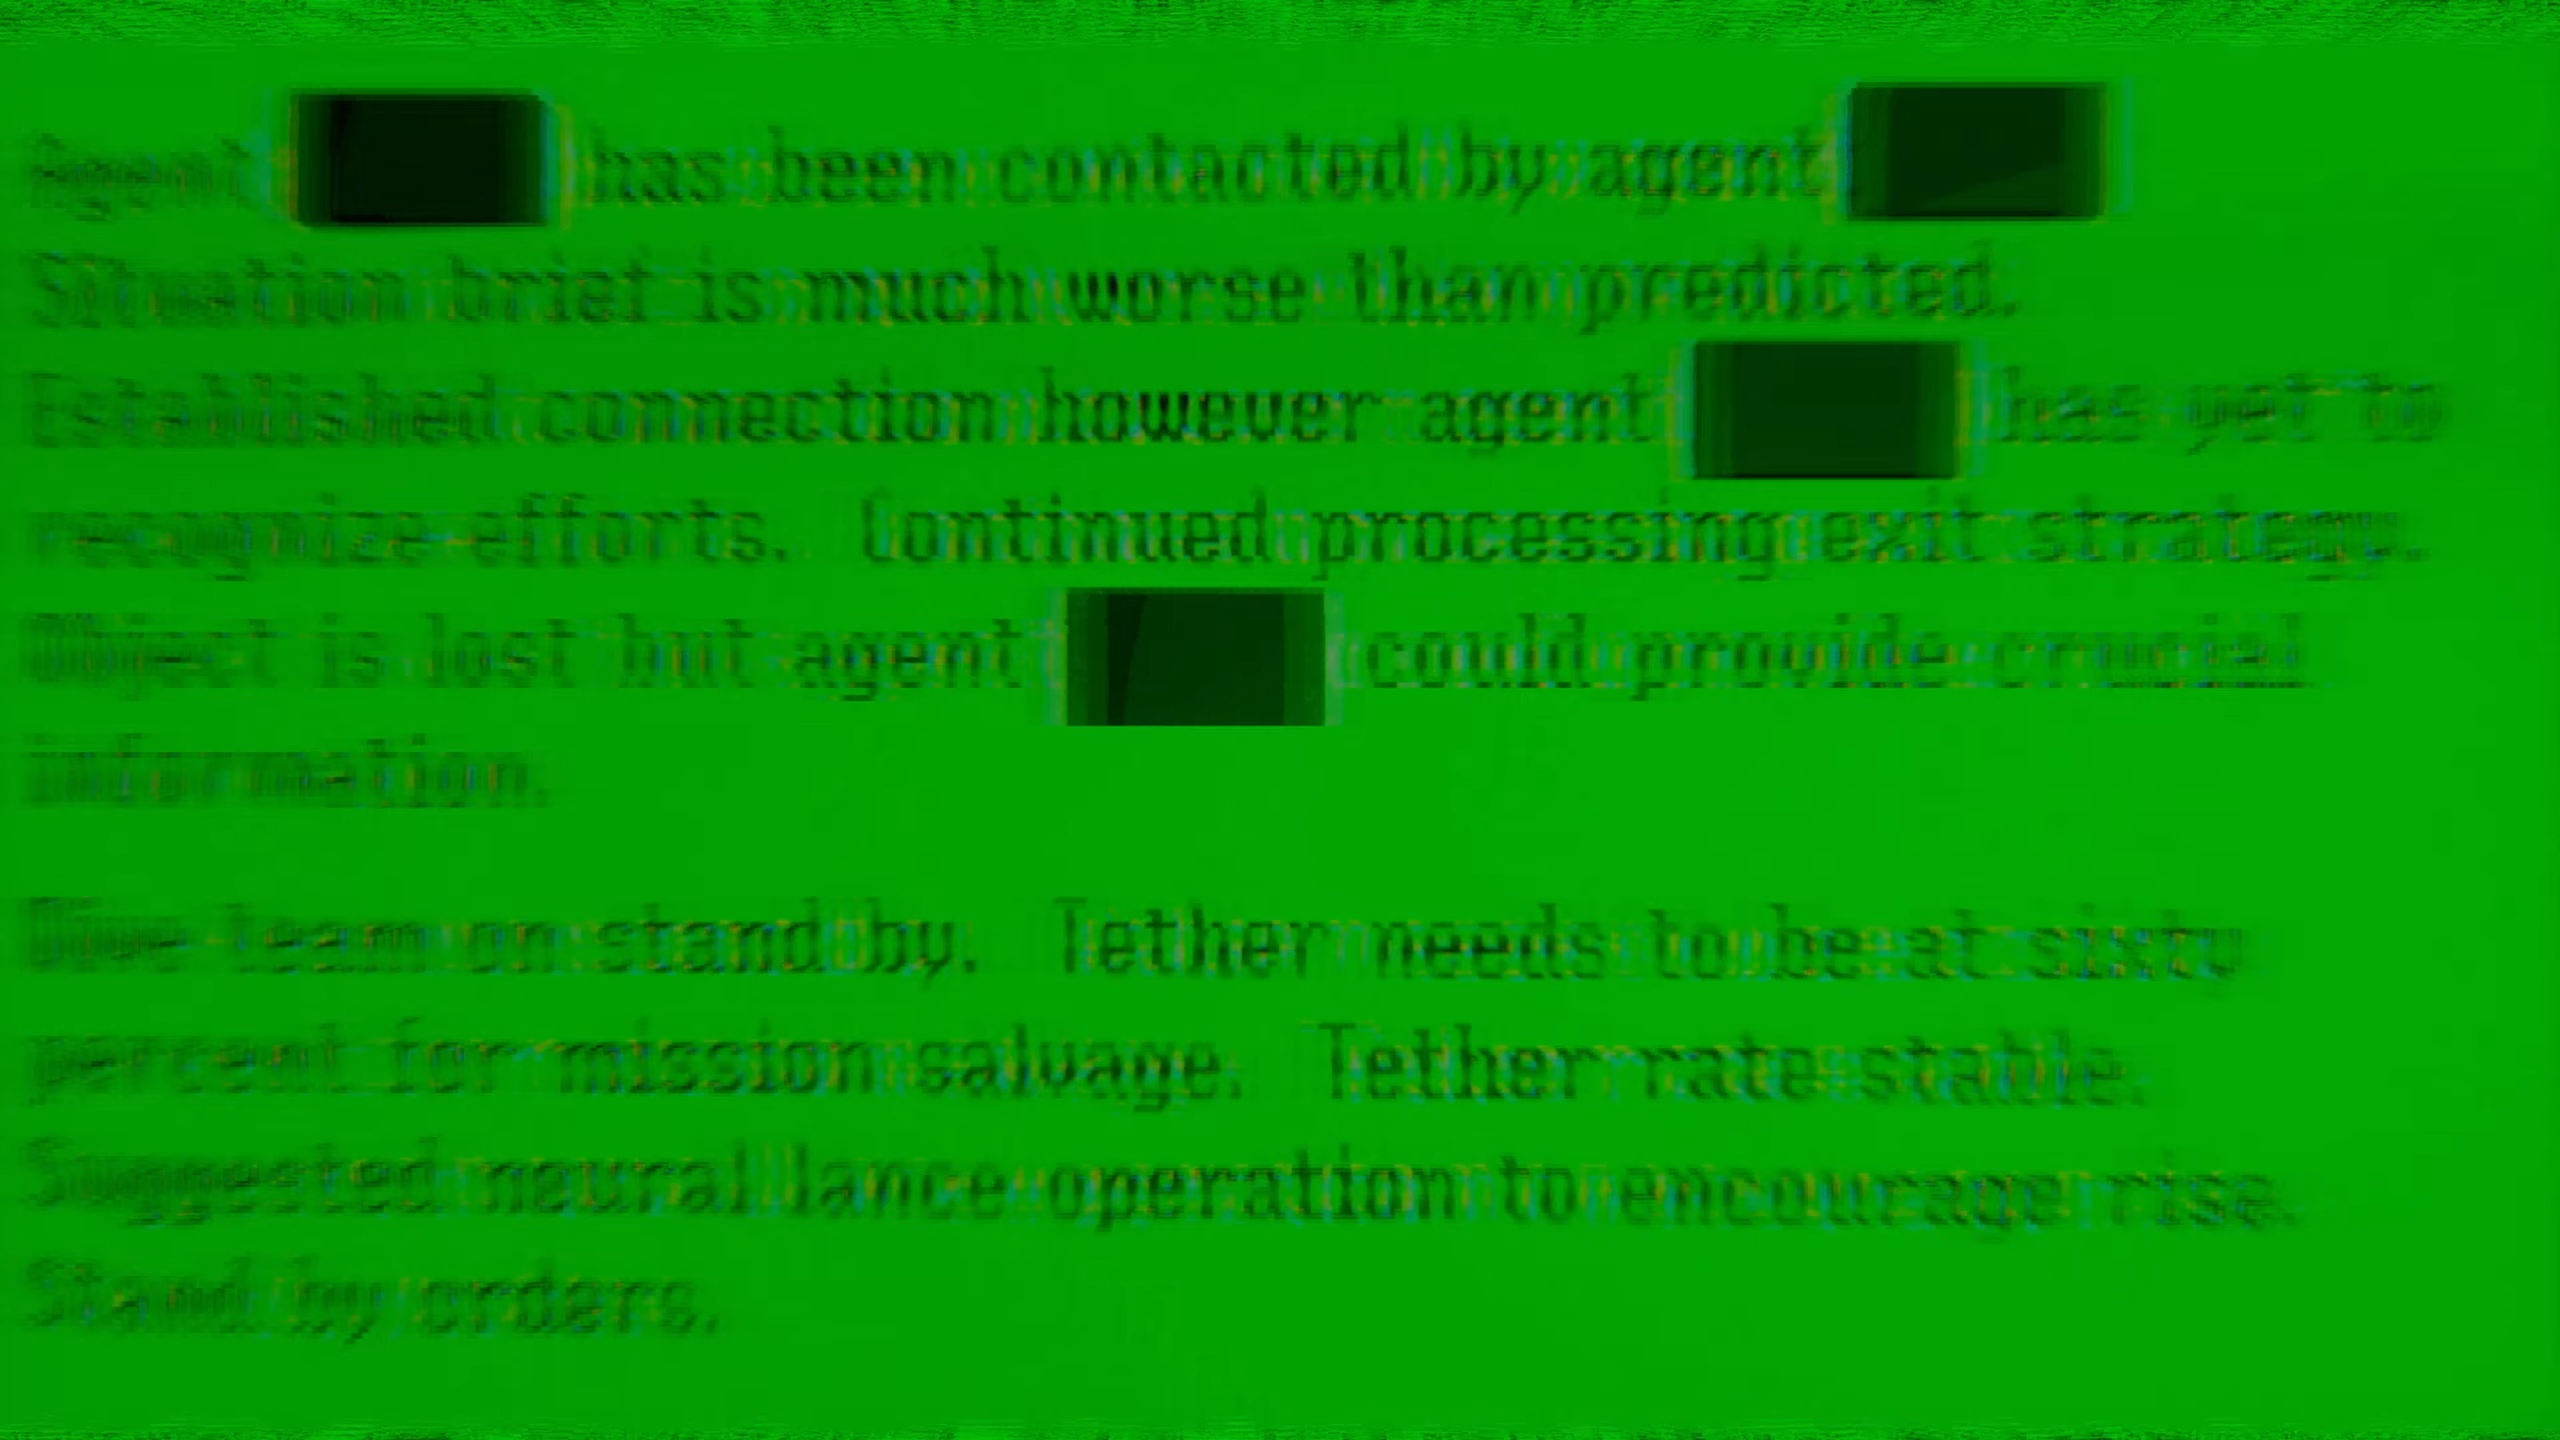 Agent has been contacted by agent
Situation brief is much worse than predicted.
Established connection however agent has yet to
recognize efforts. Continued processing exit strategy.
Object is lost but agent could provide crucial
information.
Dive team on standby. Tether needs to be at sixty
percent for mission salvage. Tether rate stable.
Suggested neural lance operation to encourage rise.
Stand by orders.